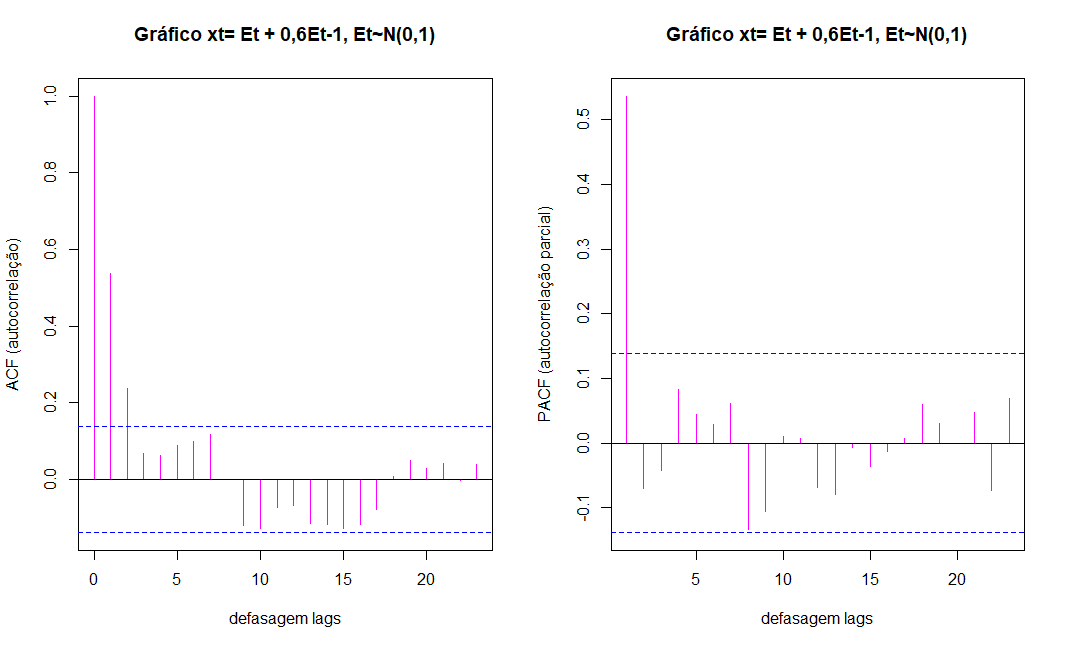 Gráfico xt= Et + 0,6Et-1, Et~N(0,1)
ACF (autocorrelação)
1.0
0.8
0.6
0.4
0.2
0.0
0 5 10 15 20
defasagem lags
Gráfico xt= Et + 0,6Et-1, Et~N(0,1)
PACF (autocorrelação parcial)
0.5
0.4
0.3
0.2
0.1
0.0
-0.1
5 10 15 20
defasagem lags